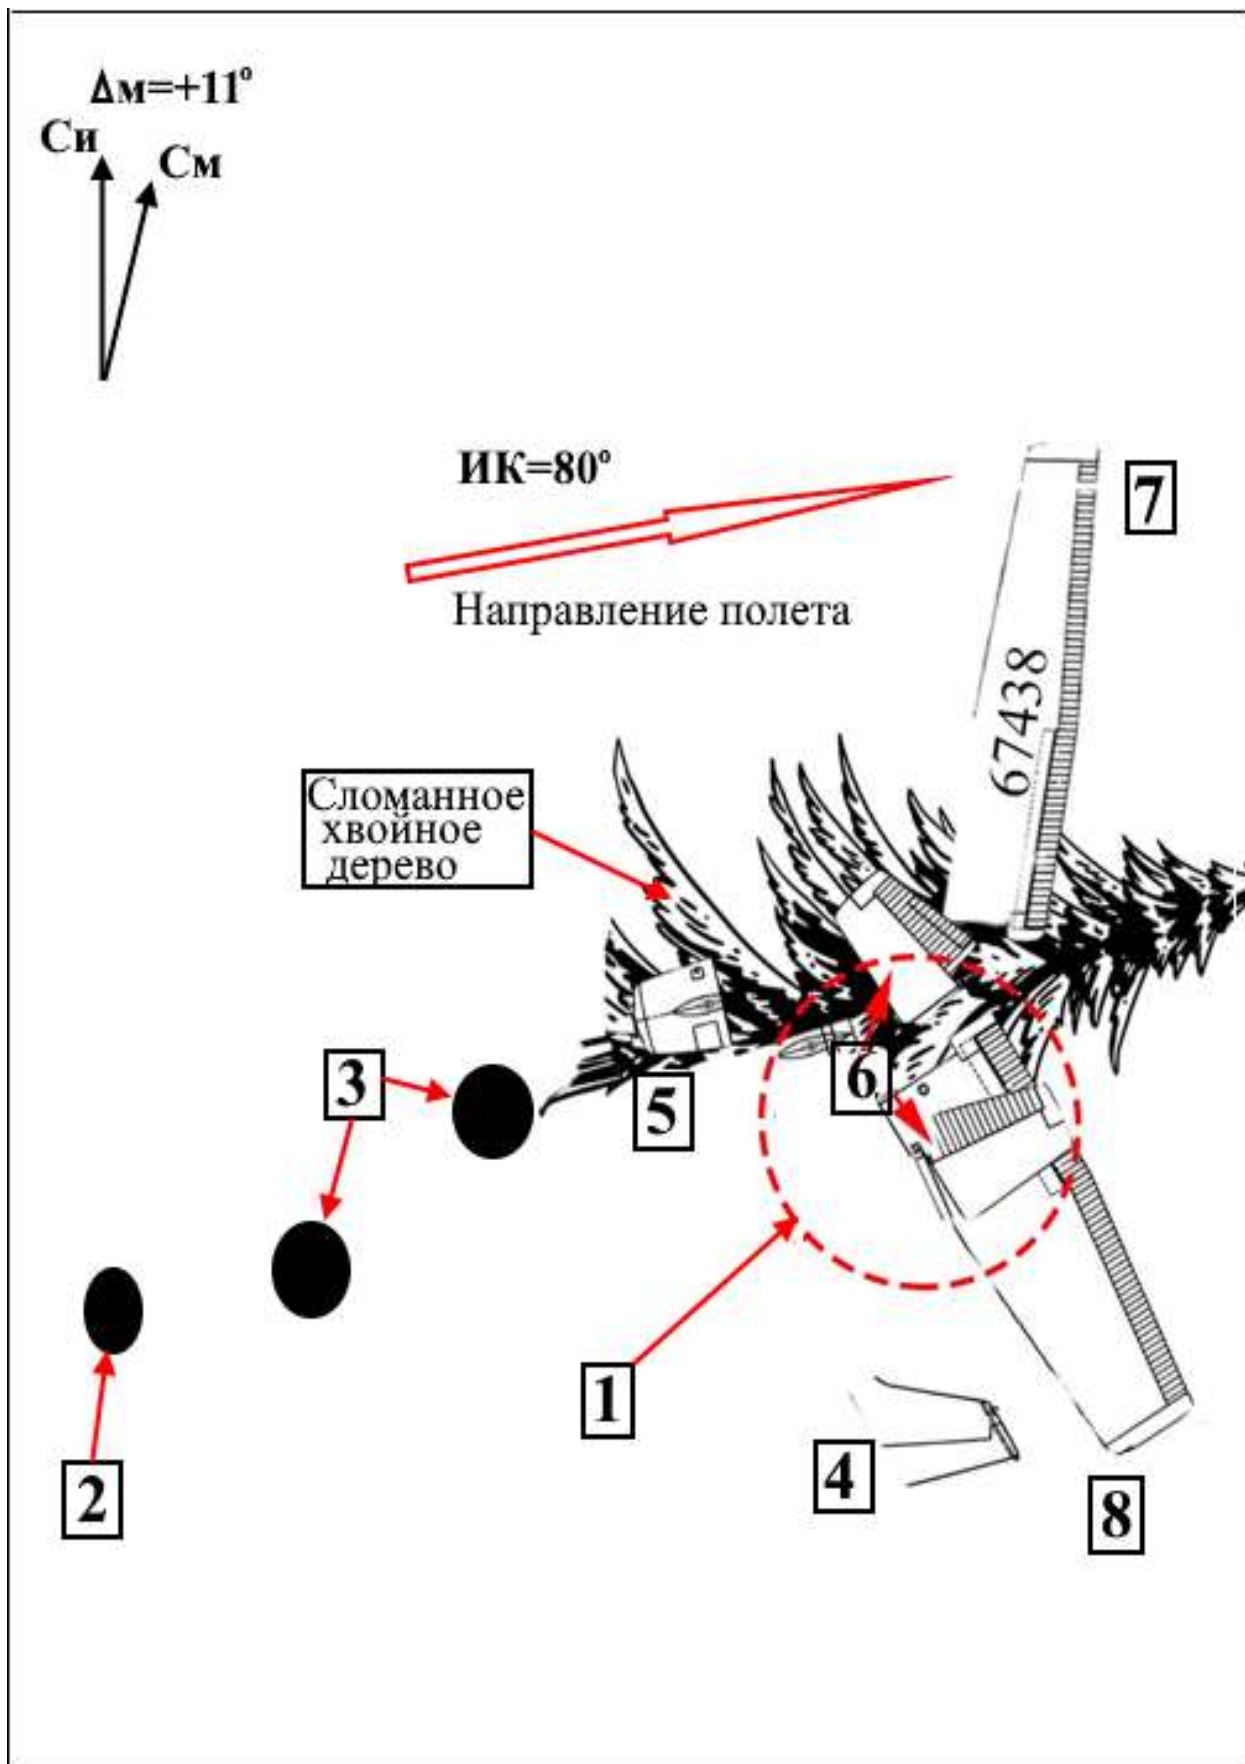 Δм=+11°
Си
См
ИК=80°
7
Направление полета
67438
Сломанное
хвойное
дерево
3
6
5
1
4
2
8